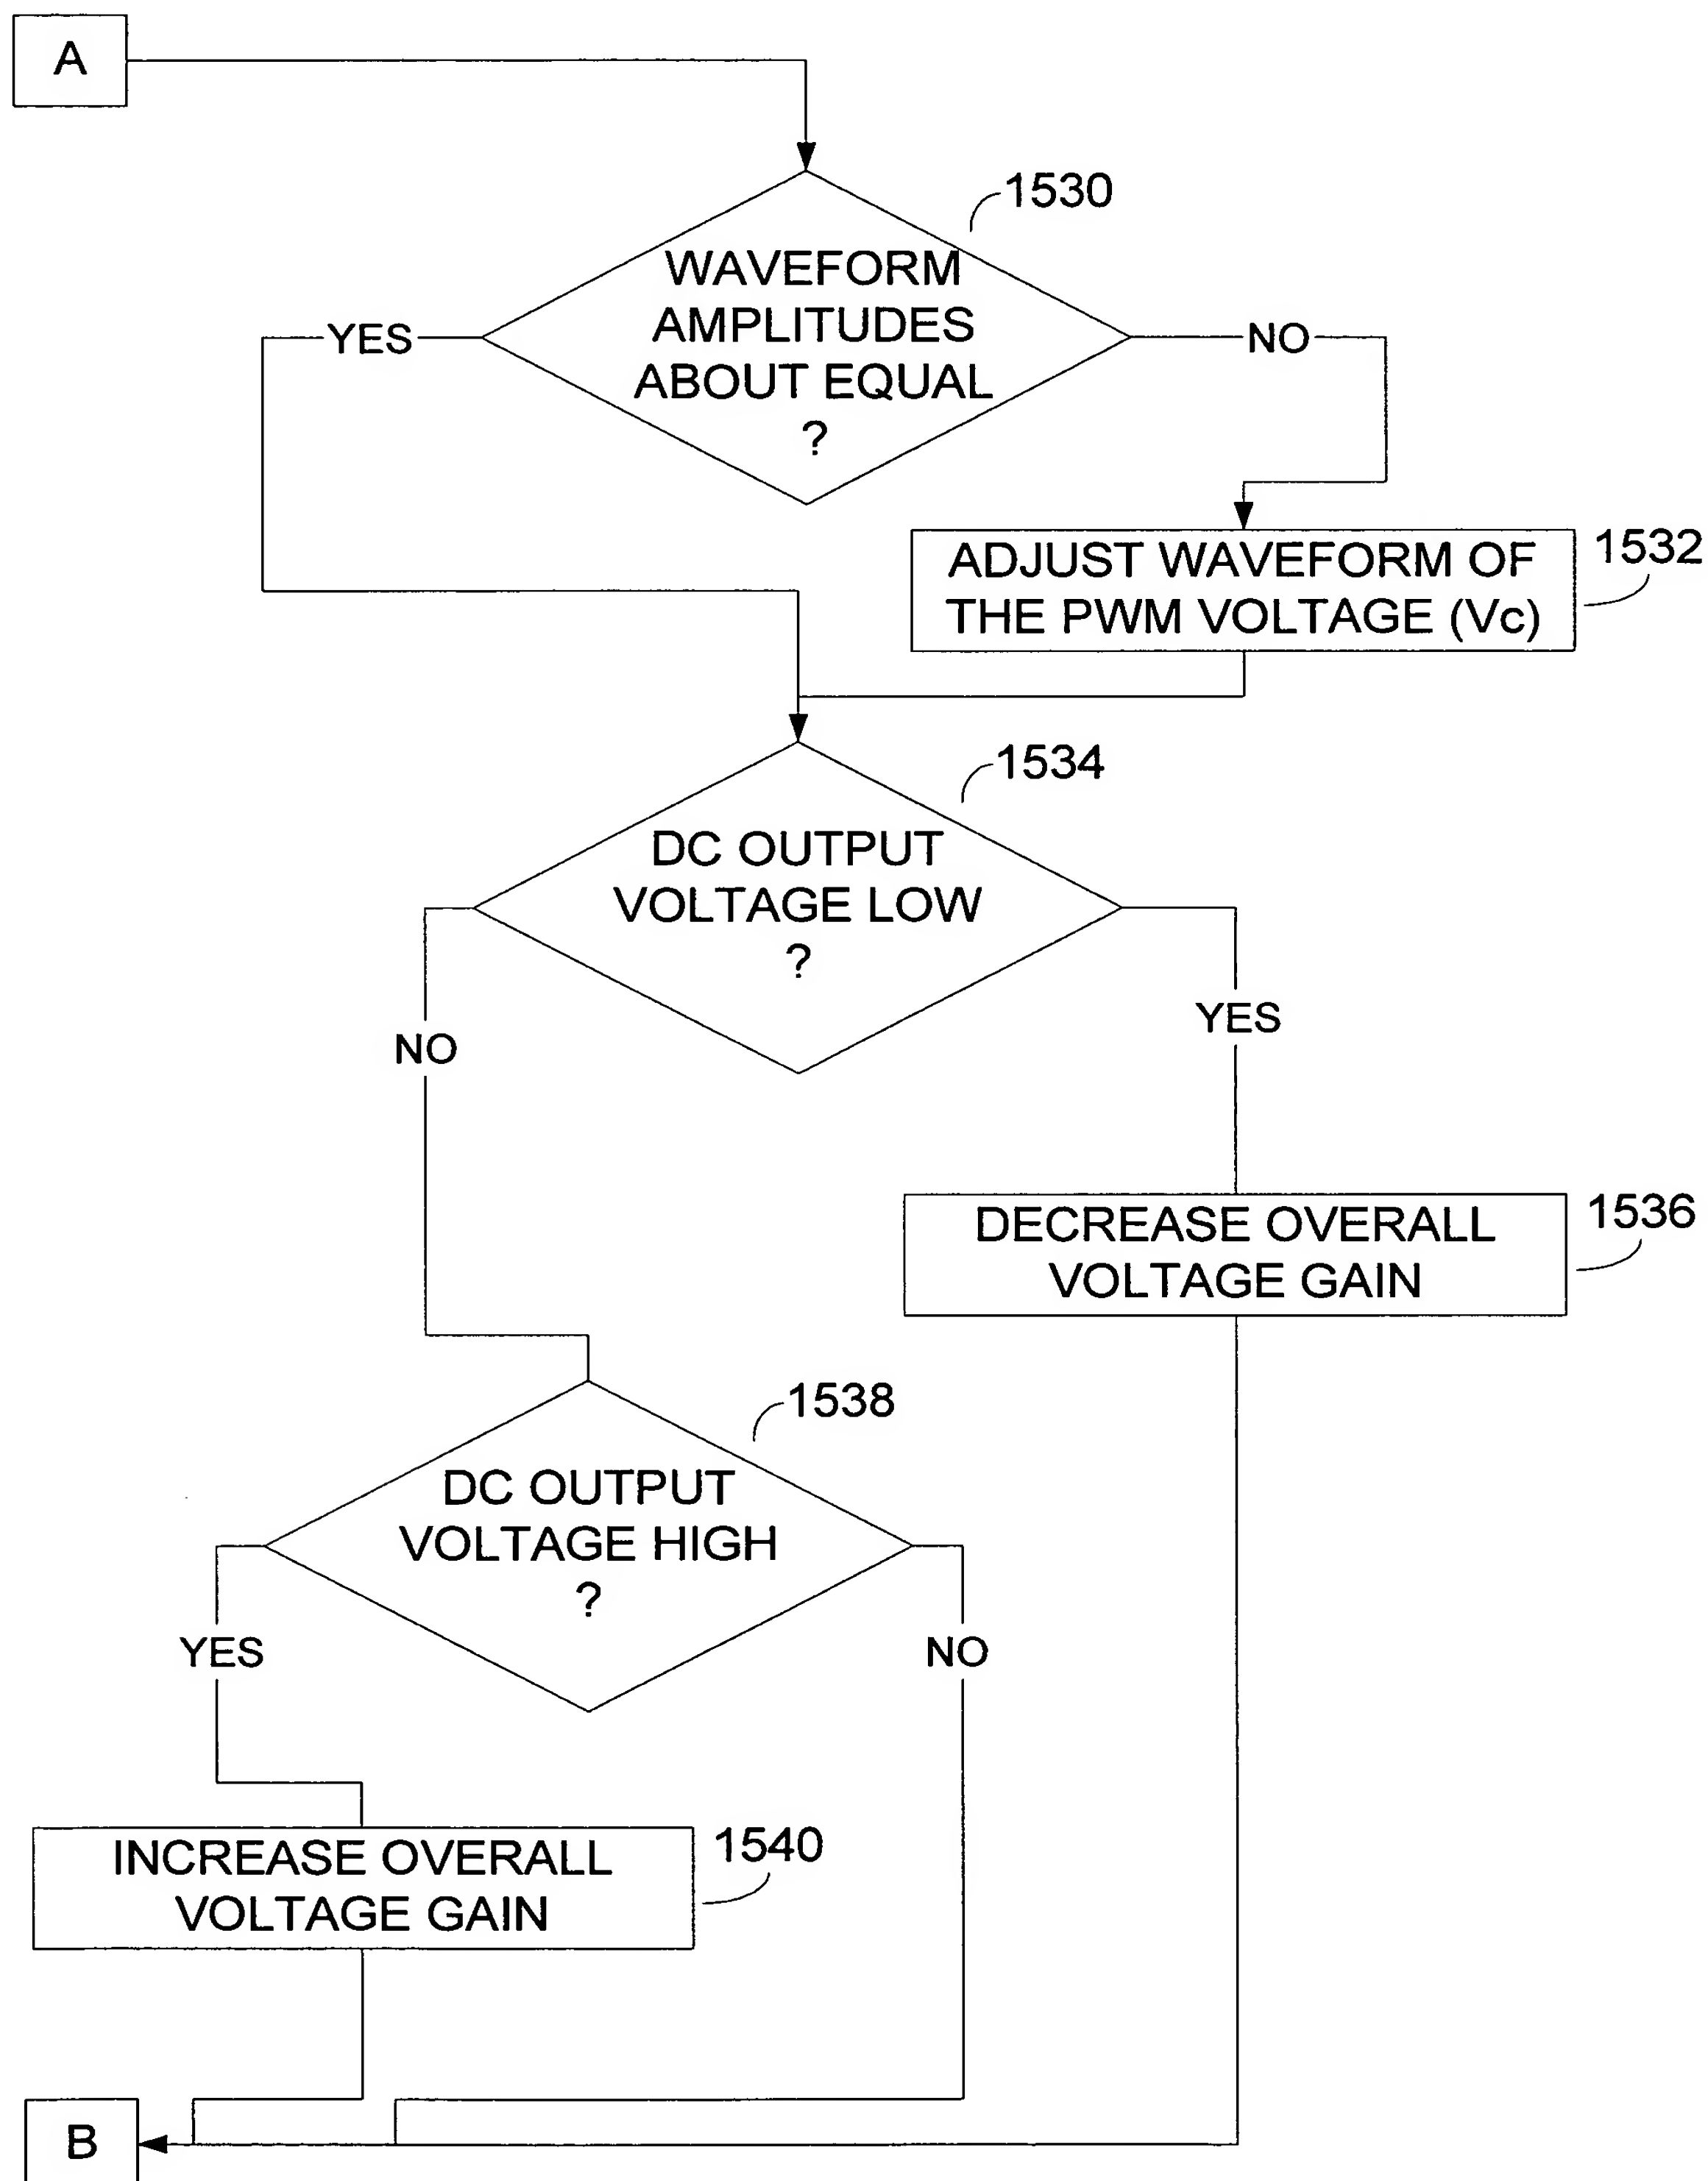 A
1530
WAVEFORM
AMPLITUDES
ABOUT EQUAL
?
YES
NO
ADJUST WAVEFORM OF
THE PWM VOLTAGE (Vc)
1532
1534
DC OUTPUT
VOLTAGE LOW
?
NO
YES
DECREASE OVERALL
VOLTAGE GAIN
1536
1538
DC OUTPUT
VOLTAGE HIGH
?
YES
NO
INCREASE OVERALL
VOLTAGE GAIN
1540
B